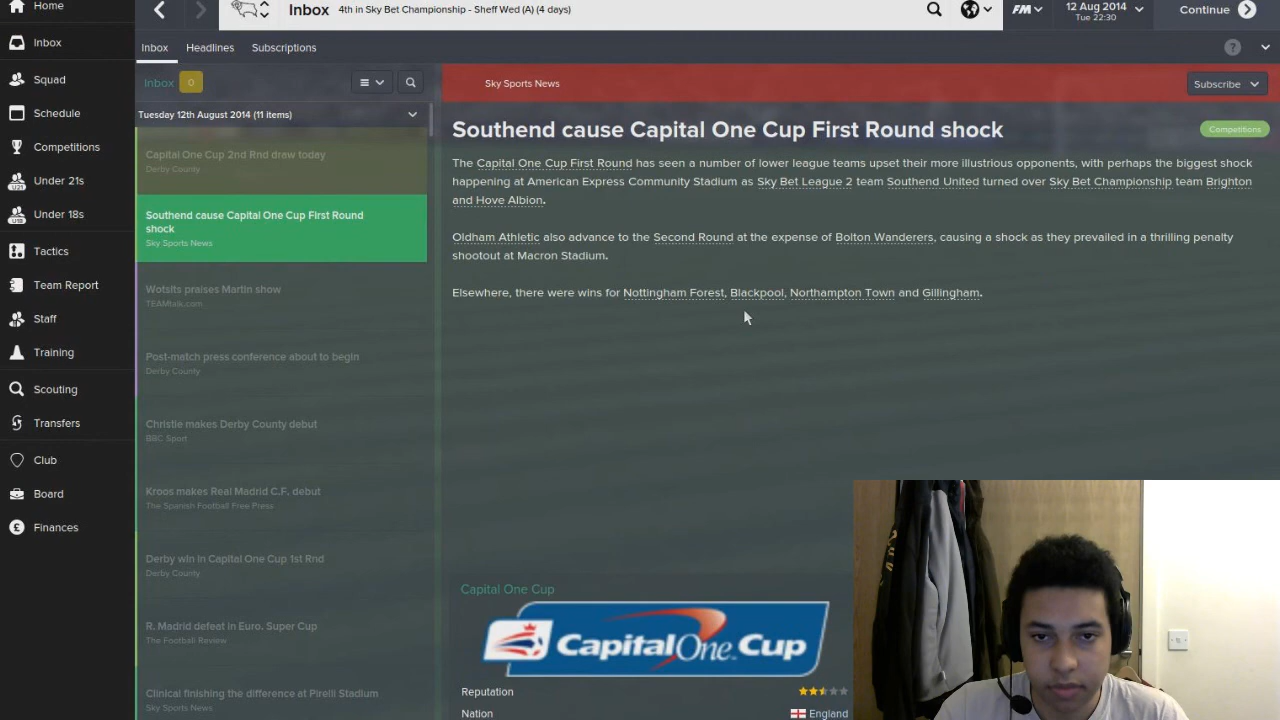 Home
Inbox
4th in Sky Bet Championship - Sheff Wed (A) (4 days)
FM
12 Aug 2014
Tue 22:30
Continue
Inbox
Squad
Schedule
Competitions
U21
Under 21s
U18
Under 18s
Tactics
Team Report
Staff
Training
Scouting
Transfers
Club
Board
£
Finances
Inbox
Headlines
Subscriptions
?
Inbox
0
Tuesday 12th August 2014 (11 items)
Capital One Cup 2nd Rnd draw today
Derby County
Southend cause Capital One Cup First Round
shock
Sky Sports News
Wotsits praises Martin show
TEAMtalk.com
Post-match press conference about to begin
Derby County
Christie makes Derby County debut
BBC Sport
Kroos makes Real Madrid C.F. debut
The Spanish Football Free Press
Derby win in Capital One Cup 1st Rnd
Derby County
R. Madrid defeat in Euro. Super Cup
The Football Review
Clinical finishing the difference at Pirelli Stadium
Sky Sports News
Sky Sports News
Subscribe
Southend cause Capital One Cup First Round shock
Competitions
The Capital One Cup First Round has seen a number of lower league teams upset their more illustrious opponents, with perhaps the biggest shock
happening at American Express Community Stadium as Sky Bet League 2 team Southend United turned over Sky Bet Championship team Brighton
and Hove Albion.
Oldham Athletic also advance to the Second Round at the expense of Bolton Wanderers, causing a shock as they prevailed in a thrilling penalty
shootout at Macron Stadium.
Elsewhere, there were wins for Nottingham Forest, Blackpool, Northampton Town and Gillingham.
Capital One Cup
Capital One Cup
Reputation
Nation
England